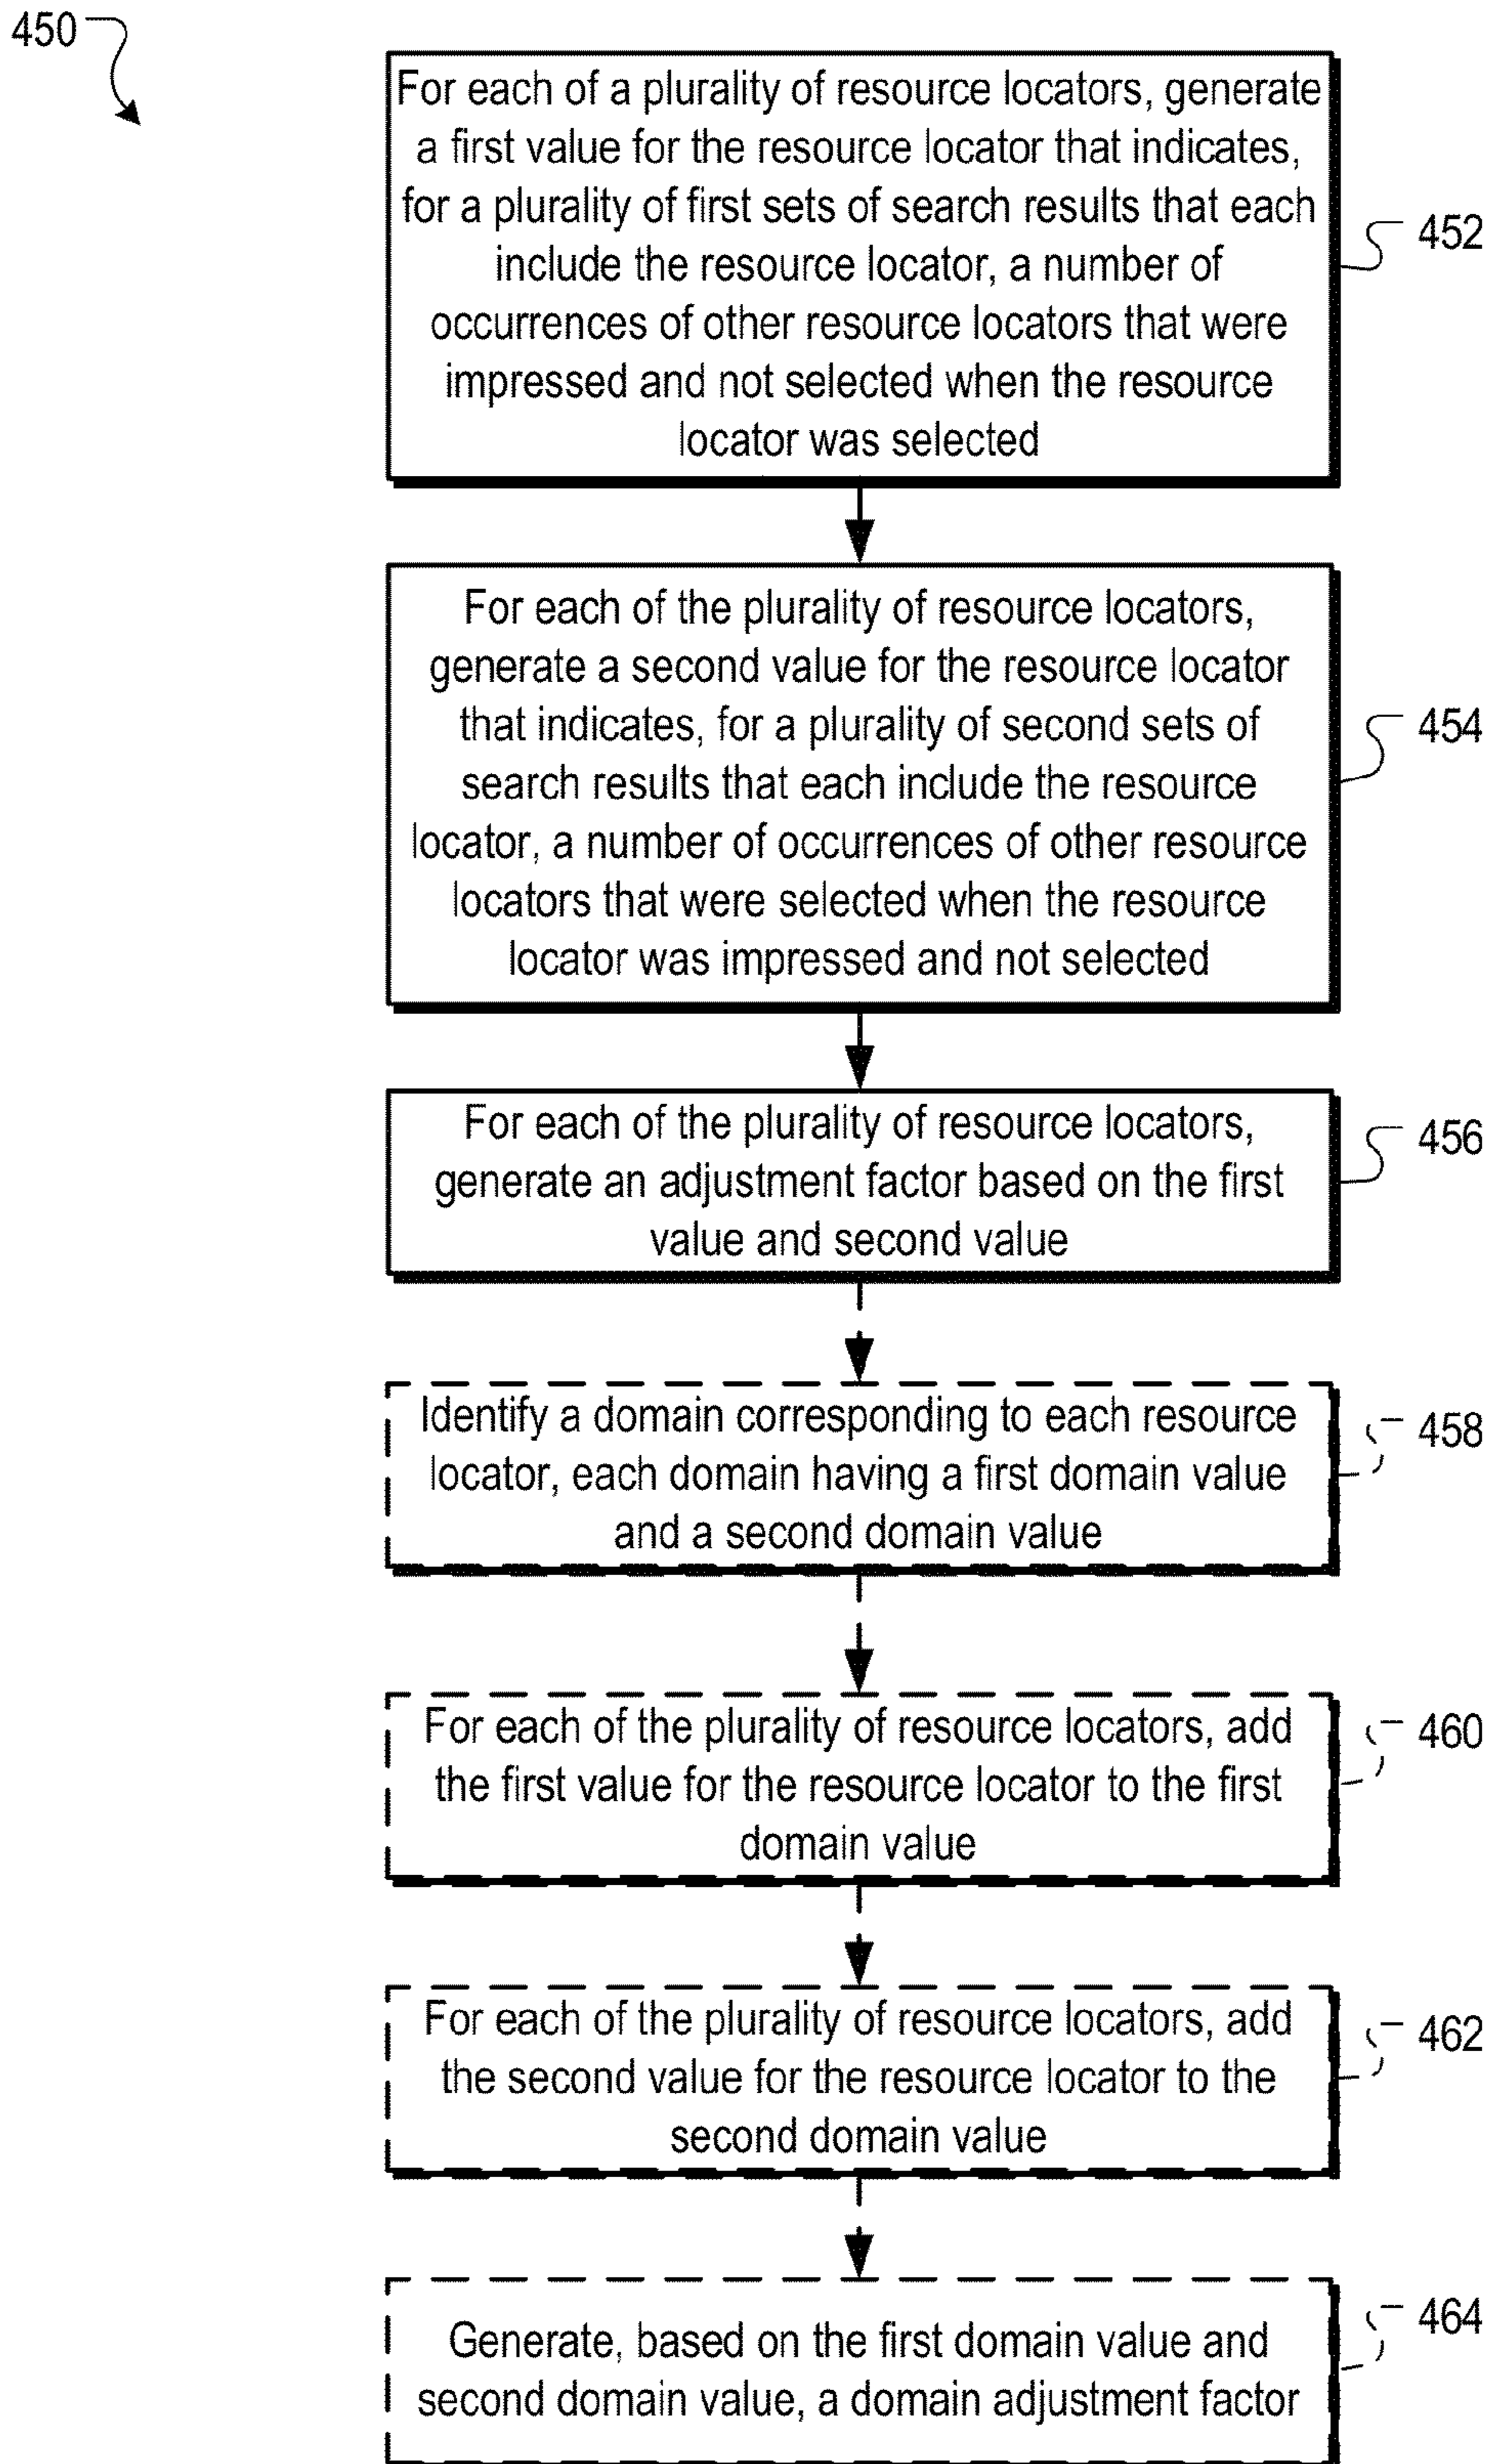 450
For each of a plurality of resource locators, generate
a first value for the resource locator that indicates,
for a plurality of first sets of search results that each
include the resource locator, a number of
occurrences of other resource locators that were
impressed and not selected when the resource
locator was selected
452
For each of the plurality of resource locators,
generate a second value for the resource locator
that indicates, for a plurality of second sets of
search results that each include the resource
locator, a number of occurrences of other resource
locators that were selected when the resource
locator was impressed and not selected
454
For each of the plurality of resource locators,
generate an adjustment factor based on the first
value and second value
456
Identify a domain corresponding to each resource
locator, each domain having a first domain value
and a second domain value
458
For each of the plurality of resource locators, add
the first value for the resource locator to the first
domain value
460
For each of the plurality of resource locators, add
the second value for the resource locator to the
second domain value
462
Generate, based on the first domain value and
second domain value, a domain adjustment factor
464